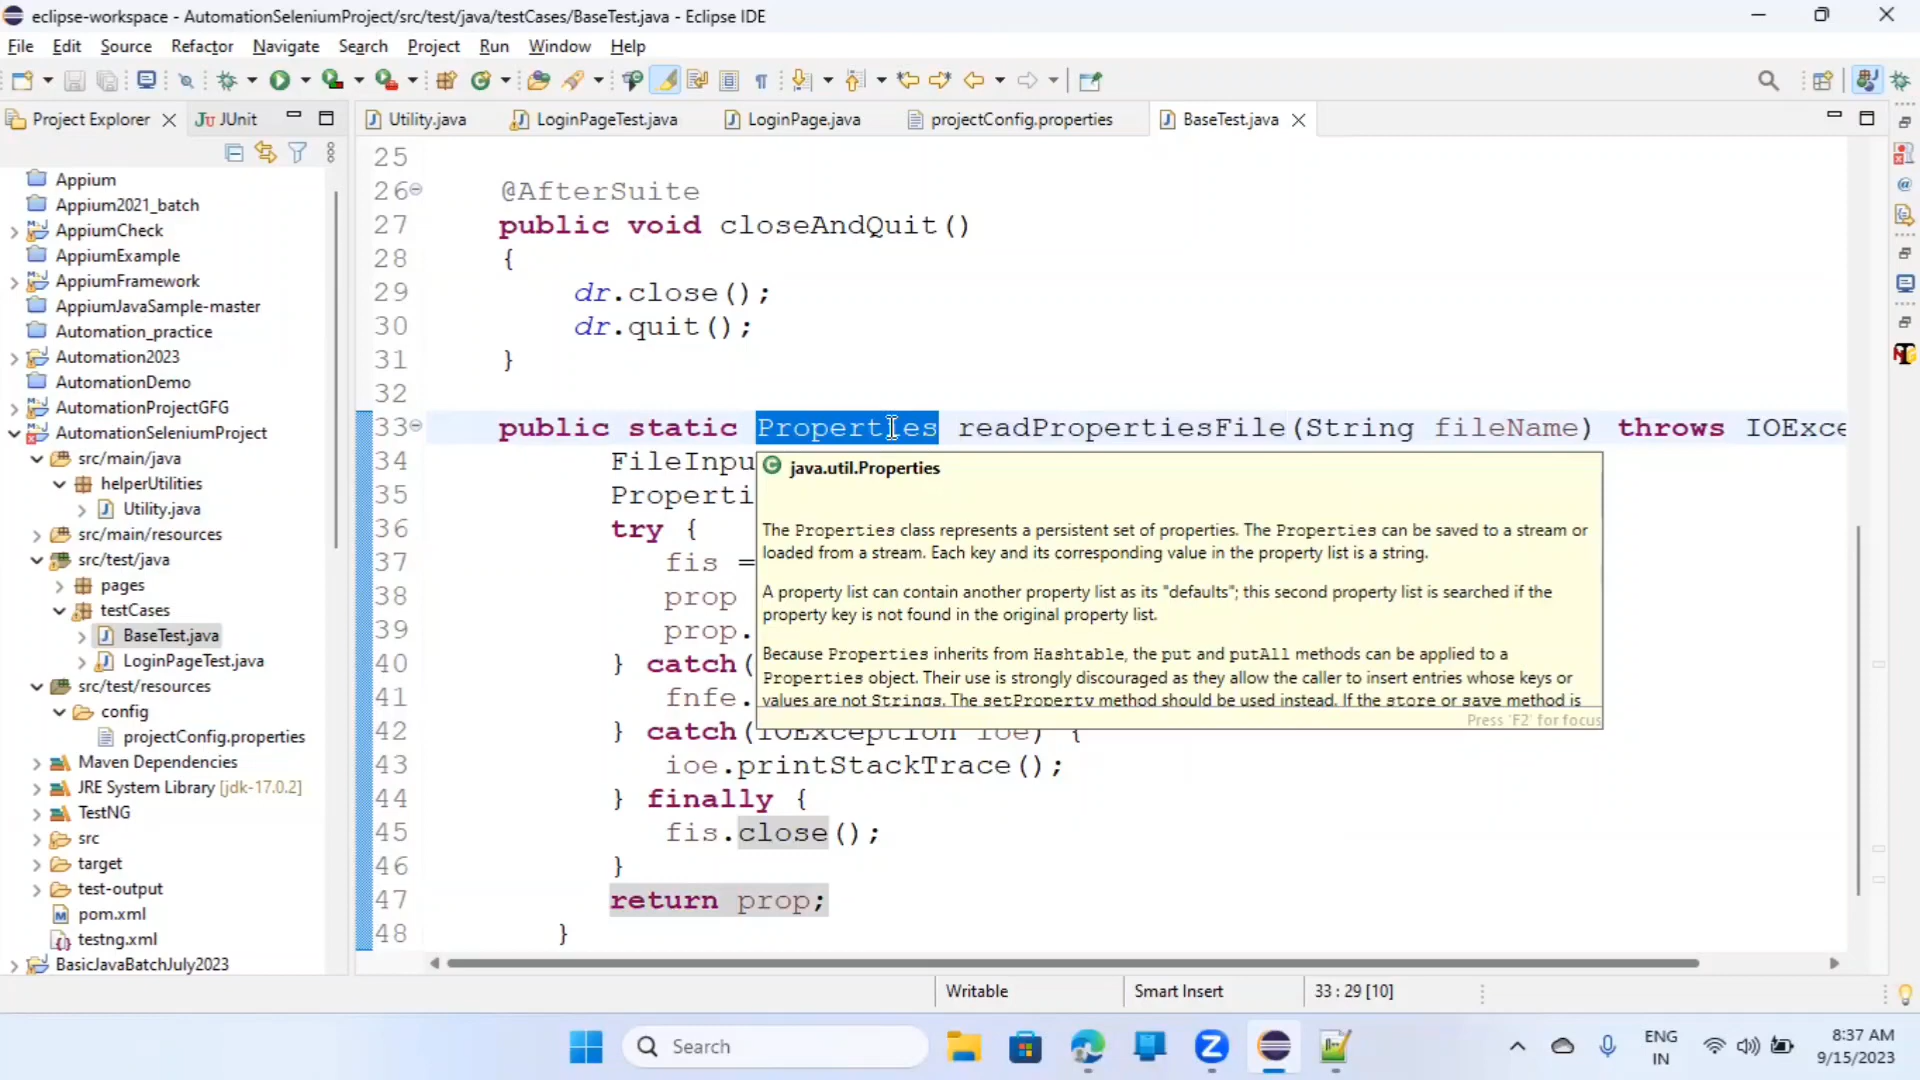 eclipse-workspace - AutomationSeleniumProject/src/test/java/testCases/BaseTest.java - Eclipse IDE
File Edit Source Refactor Navigate Search Project Run Window Help
Project Explorer JUnit
Utility.java LoginPageTest.java LoginPage.java projectConfig.properties BaseTest.java
Appium
Appium2021_batch
AppiumCheck
AppiumExample
AppiumFramework
AppiumJavaSample-master
Automation_practice
Automation2023
AutomationDemo
AutomationProjectGFG
AutomationSeleniumProject
src/main/java
helperUtilities
Utility.java
src/main/resources
src/test/java
pages
testCases
BaseTest.java
LoginPageTest.java
src/test/resources
config
projectConfig.properties
Maven Dependencies
JRE System Library [jdk-17.0.2]
TestNG
src
target
test-output
pom.xml
testng.xml
BasicJavaBatchJuly2023
25
26 @AfterSuite
27 public void closeAndQuit()
28 {
29 dr.close();
30 dr.quit();
31 }
32
33 public static Properties readPropertiesFile(String fileName) throws IOExce
34 FileInpu
35 Properti
36 try {
37 fis =
38 prop
39 prop.
40 } catch(
41 fnfe.
42 } catch(IOException ioe) {
43 ioe.printStackTrace();
44 } finally {
45 fis.close();
46 }
47 return prop;
48 }
java.util.Properties
The Properties class represents a persistent set of properties. The Properties can be saved to a stream or
loaded from a stream. Each key and its corresponding value in the property list is a string.
A property list can contain another property list as its "defaults"; this second property list is searched if the
property key is not found in the original property list.
Because Properties inherits from Hashtable, the put and putAll methods can be applied to a
Properties object. Their use is strongly discouraged as they allow the caller to insert entries whose keys or
values are not Strings. The setProperty method should be used instead. If the store or save method is
Press 'F2' for focus
Writable Smart Insert 33 : 29 [10]
Search
ENG
IN
8:37 AM
9/15/2023